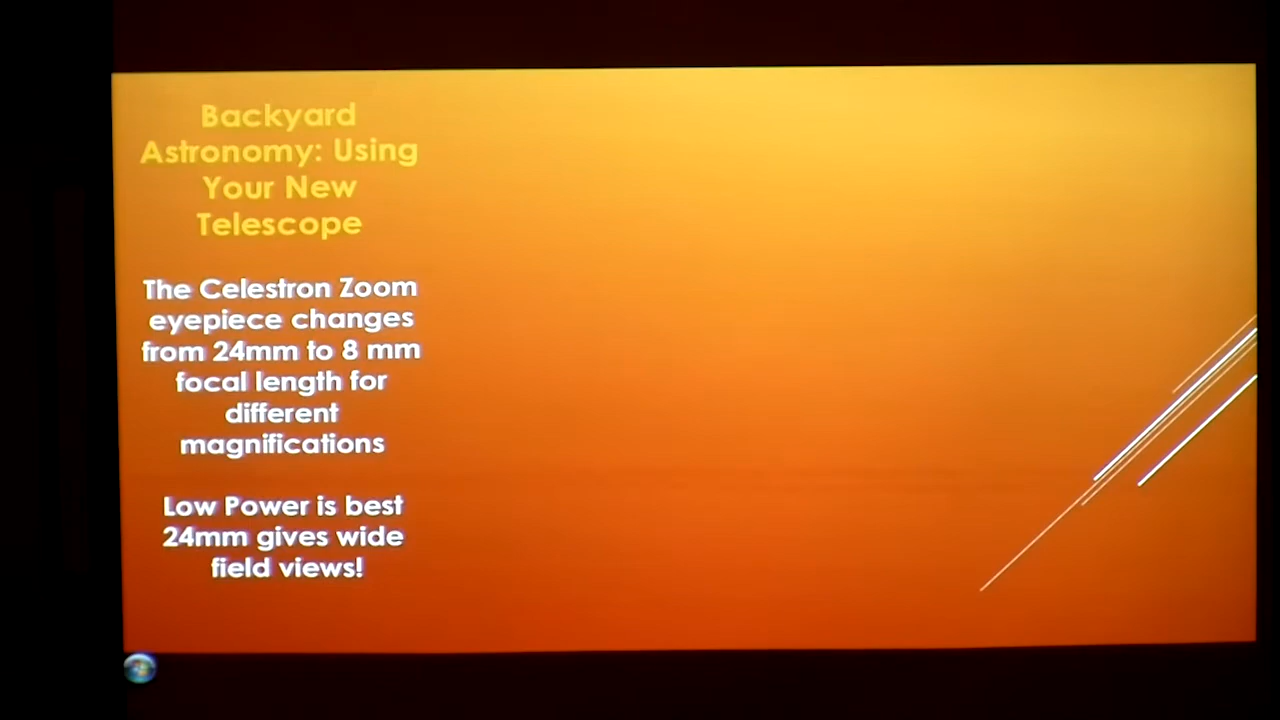 Backyard
Astronomy: Using
Your New
Telescope
The Celestron Zoom
eyepiece changes
from 24mm to 8 mm
focal length for
different
magnifications
Low Power is best
24mm gives wide
field views!